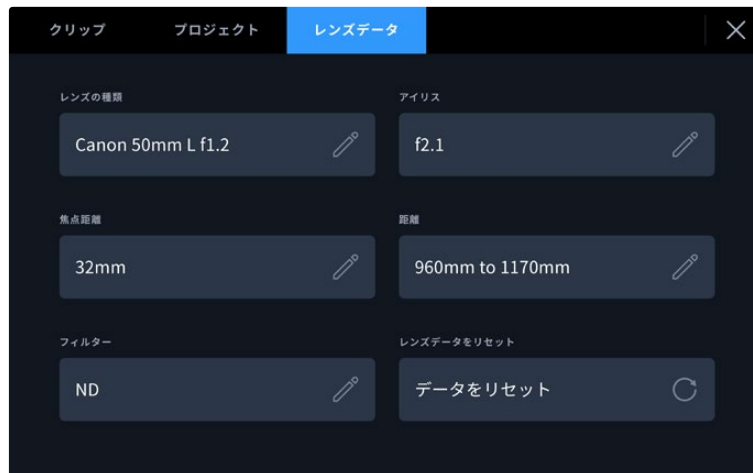 クリップ プロジェクト レンズデータ
レンズの種類 アイリス
Canon 50mm L f1.2 f2.1
焦点距離 距離
32mm 960mm to 1170mm
フィルター レンズデータをリセット
ND データをリセット